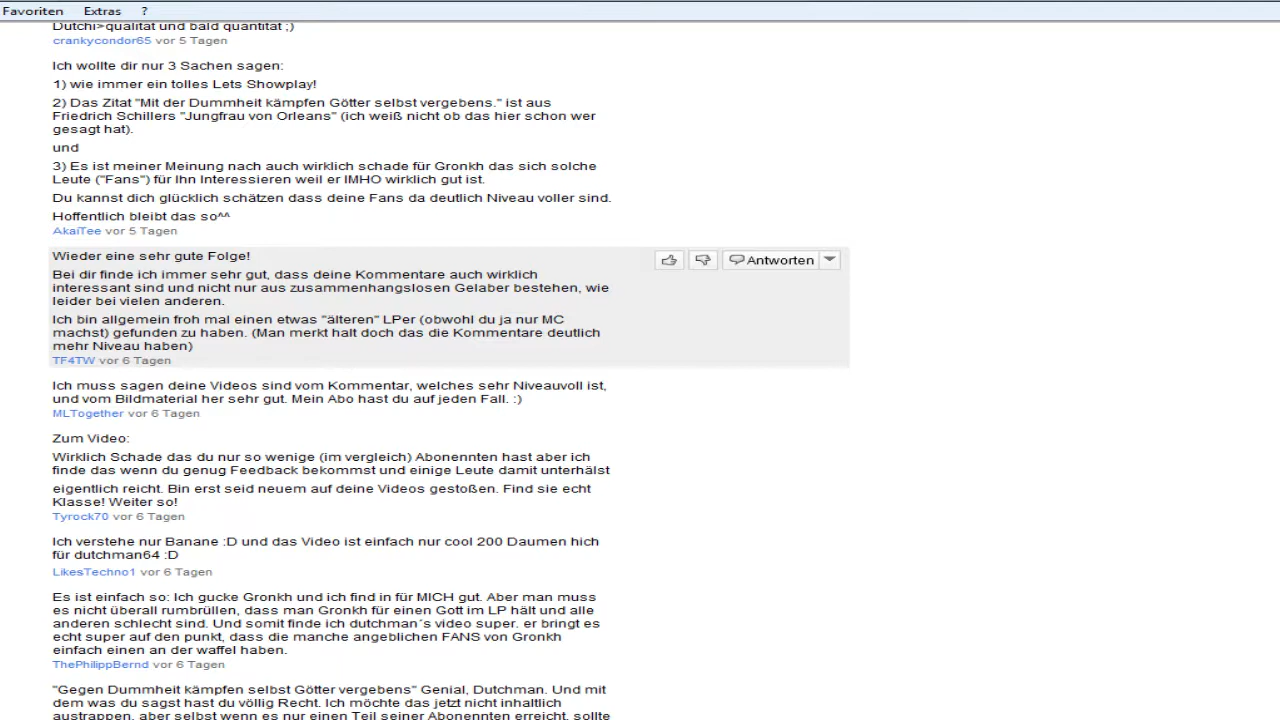 Favoriten Extras ?
Dutchi>qualität und bald quantität ;)
crankycondor65 vor 5 Tagen
Ich wollte dir nur 3 Sachen sagen:
1) wie immer ein tolles Lets Showplay!
2) Das Zitat "Mit der Dummheit kämpfen Götter selbst vergebens." ist aus
Friedrich Schillers "Jungfrau von Orleans" (ich weiß nicht ob das hier schon wer
gesagt hat).
und
3) Es ist meiner Meinung nach auch wirklich schade für Gronkh das sich solche
Leute ("Fans") für Ihn Interessieren weil er IMHO wirklich gut ist.
Du kannst dich glücklich schätzen dass deine Fans da deutlich Niveau voller sind.
Hoffentlich bleibt das so^^
AkaiTee vor 5 Tagen
Wieder eine sehr gute Folge!
Antworten
Bei dir finde ich immer sehr gut, dass deine Kommentare auch wirklich
interessant sind und nicht nur aus zusammenhangslosen Gelaber bestehen, wie
leider bei vielen anderen.
Ich bin allgemein froh mal einen etwas "älteren" LPer (obwohl du ja nur MC
machst) gefunden zu haben. (Man merkt halt doch das die Kommentare deutlich
mehr Niveau haben)
TF4TW vor 6 Tagen
Ich muss sagen deine Videos sind vom Kommentar, welches sehr Niveauvoll ist,
und vom Bildmaterial her sehr gut. Mein Abo hast du auf jeden Fall. :)
MLTogether vor 6 Tagen
Zum Video:
Wirklich Schade das du nur so wenige (im vergleich) Abonennten hast aber ich
finde das wenn du genug Feedback bekommst und einige Leute damit unterhälst
eigentlich reicht. Bin erst seid neuem auf deine Videos gestoßen. Find sie echt
Klasse! Weiter so!
Tyrock70 vor 6 Tagen
Ich verstehe nur Banane :D und das Video ist einfach nur cool 200 Daumen hich
für dutchman64 :D
LikesTechno1 vor 6 Tagen
Es ist einfach so: Ich gucke Gronkh und ich find in für MICH gut. Aber man muss
es nicht überall rumbrüllen, dass man Gronkh für einen Gott im LP hält und alle
anderen schlecht sind. Und somit finde ich dutchman´s video super. er bringt es
echt super auf den punkt, dass die manche angeblichen FANS von Gronkh
einfach einen an der waffel haben.
ThePhilippBernd vor 6 Tagen
"Gegen Dummheit kämpfen selbst Götter vergebens" Genial, Dutchman. Und mit
dem was du sagst hast du völlig Recht. Ich möchte das jetzt nicht inhaltlich
austrappen, aber selbst wenn es nur einen Teil seiner Abonennten erreicht, sollte